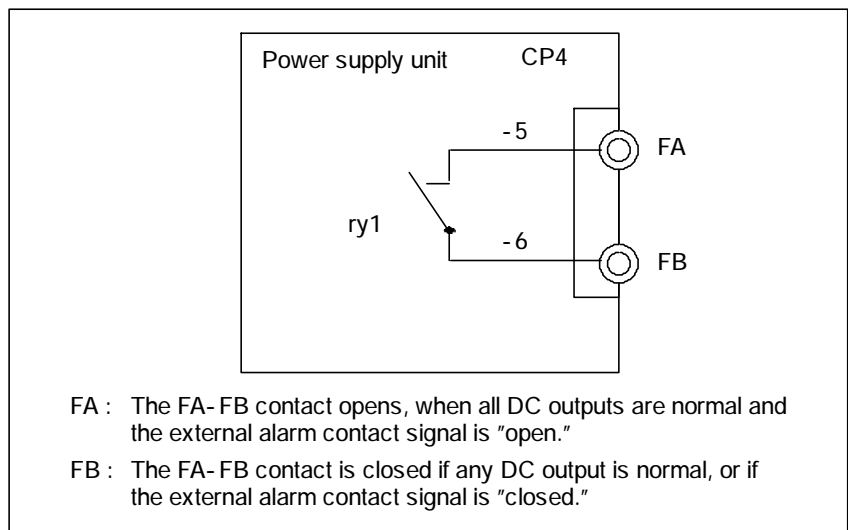 Power supply unit CP4
-5
FA
ry1
-6
FB
FA : The FA-FB contact opens, when all DC outputs are normal and
the external alarm contact signal is "open."
FB : The FA-FB contact is closed if any DC output is normal, or if
the external alarm contact signal is "closed."